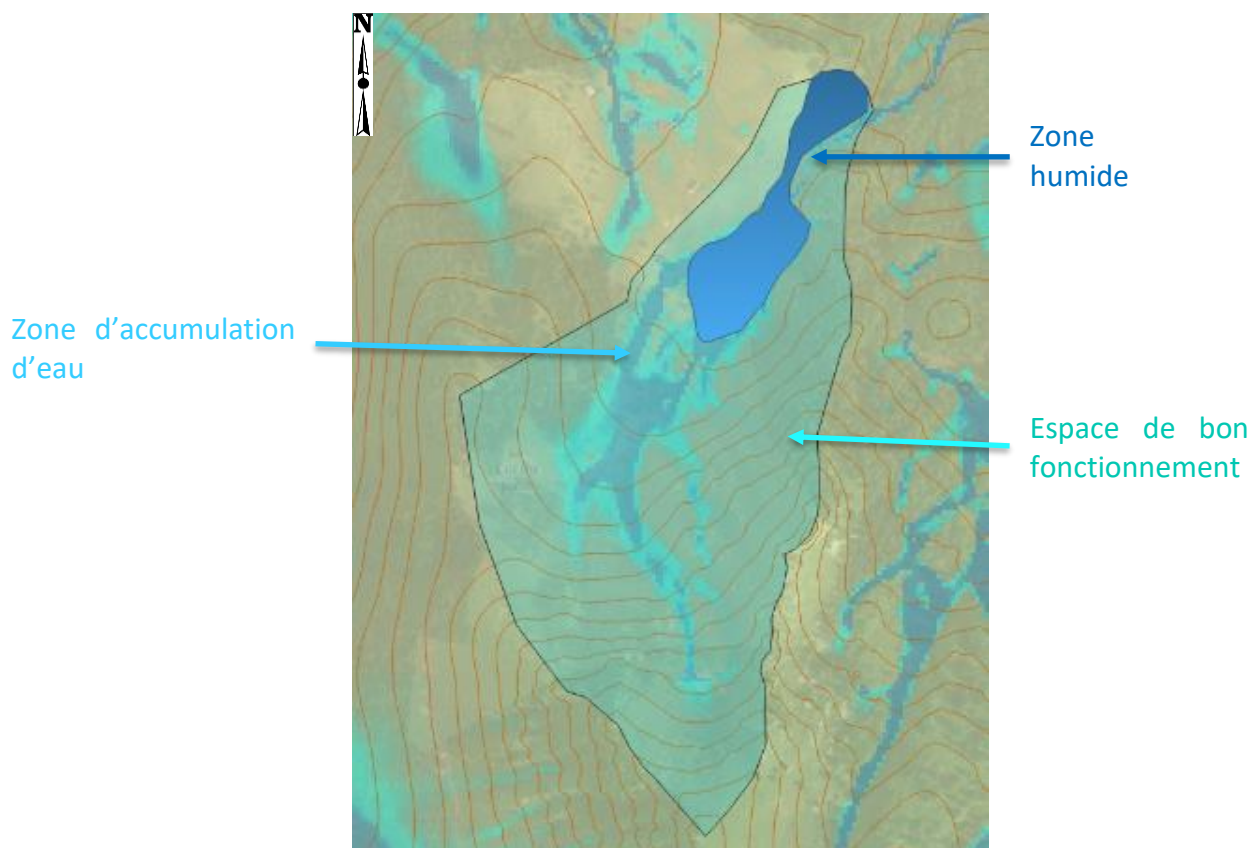 N
Zone
humide
Zone d'accumulation
d'eau
Espace de bon
fonctionnement